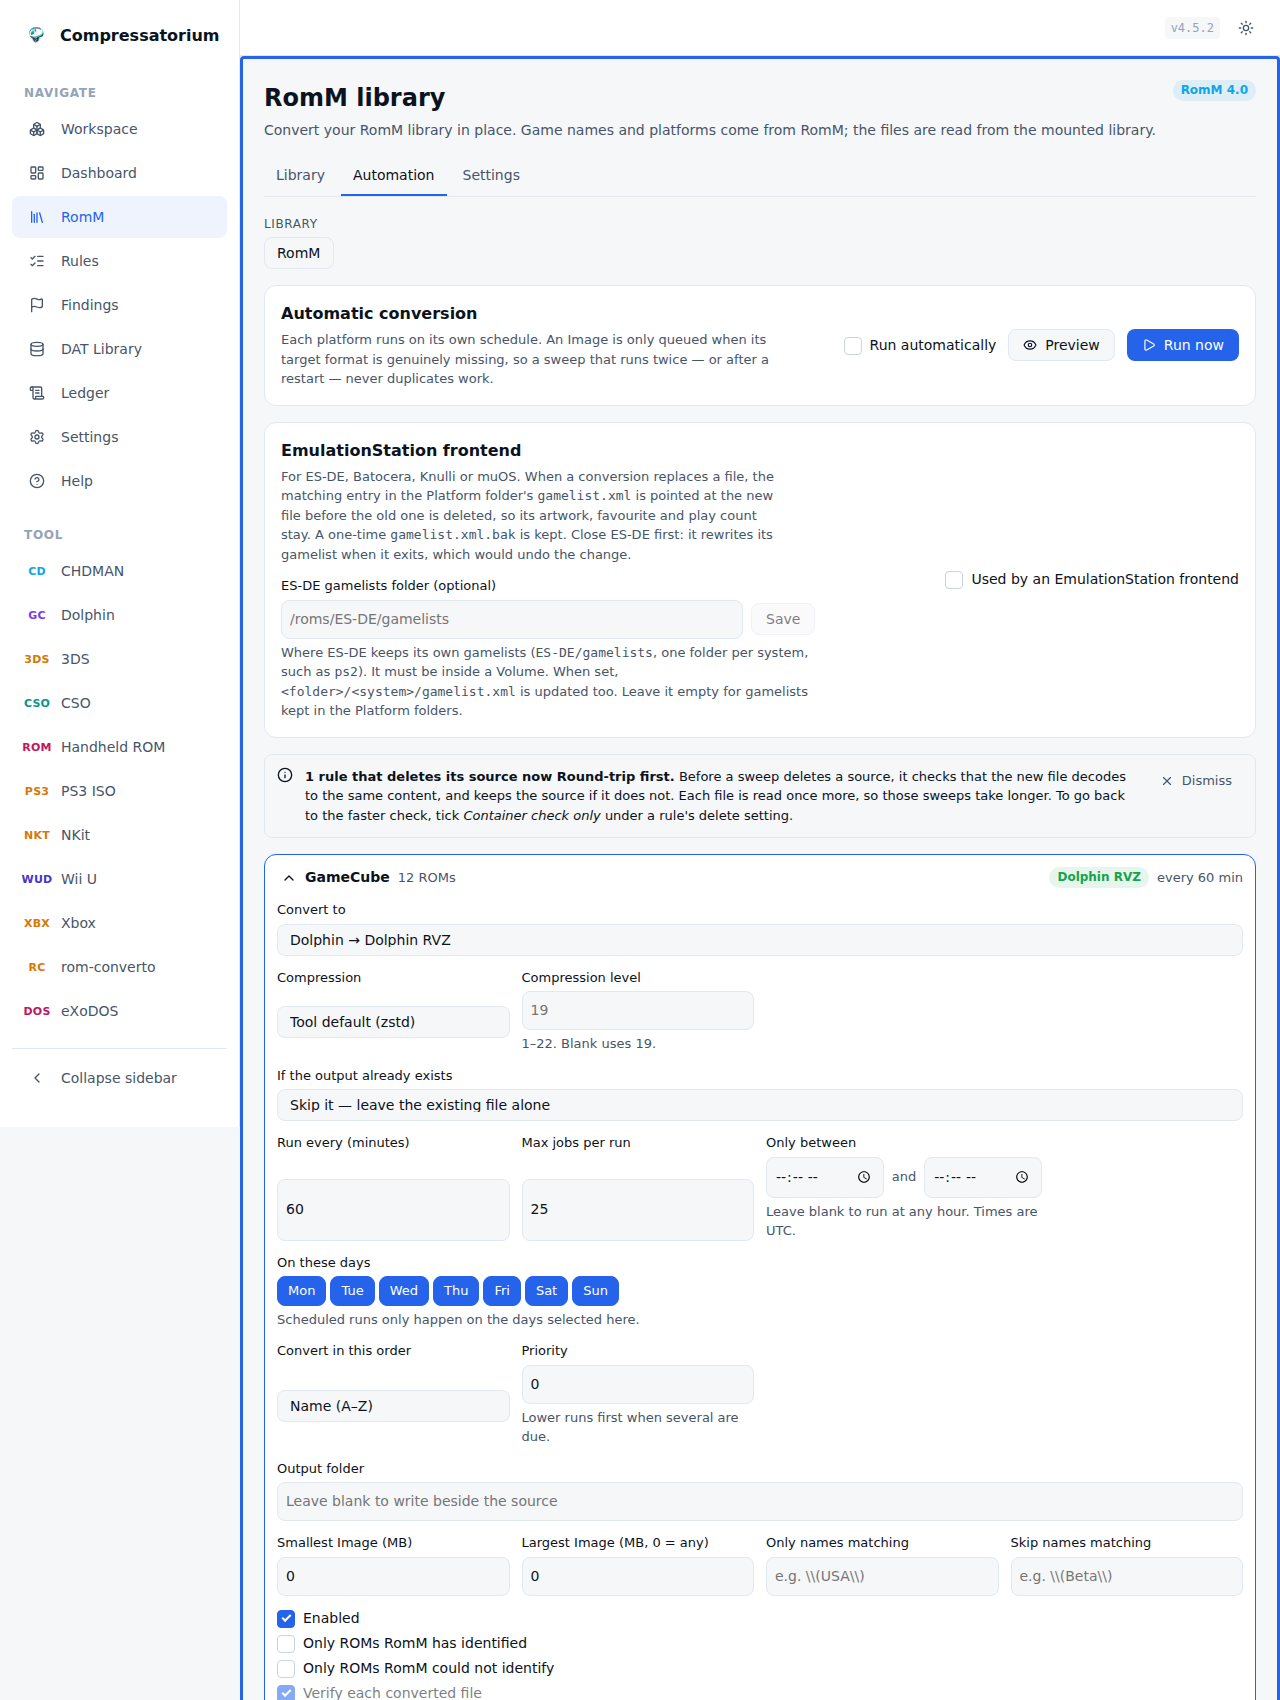 Compressatorium
v4.5.2
NAVIGATE
Workspace
Dashboard
RomM
Rules
Findings
DAT Library
Ledger
Settings
Help
TOOL
CD CHDMAN
GC Dolphin
3DS 3DS
CSO CSO
ROM Handheld ROM
PS3 PS3 ISO
NKT NKit
WUD Wii U
XBX Xbox
RC rom-converto
DOS eXoDOS
Collapse sidebar
RomM library
RomM 4.0
Convert your RomM library in place. Game names and platforms come from RomM; the files are read from the mounted library.
Library Automation Settings
LIBRARY
RomM
Automatic conversion
Each platform runs on its own schedule. An Image is only queued when its
target format is genuinely missing, so a sweep that runs twice — or after a
restart — never duplicates work.
Run automatically Preview Run now
EmulationStation frontend
For ES-DE, Batocera, Knulli or muOS. When a conversion replaces a file, the
matching entry in the Platform folder's gamelist.xml is pointed at the new
file before the old one is deleted, so its artwork, favourite and play count
stay. A one-time gamelist.xml.bak is kept. Close ES-DE first: it rewrites its
gamelist when it exits, which would undo the change.
ES-DE gamelists folder (optional)
/roms/ES-DE/gamelists Save
Where ES-DE keeps its own gamelists (ES-DE/gamelists, one folder per system,
such as ps2). It must be inside a Volume. When set,
<folder>/<system>/gamelist.xml is updated too. Leave it empty for gamelists
kept in the Platform folders.
Used by an EmulationStation frontend
1 rule that deletes its source now Round-trip first. Before a sweep deletes a source, it checks that the new file decodes
to the same content, and keeps the source if it does not. Each file is read once more, so those sweeps take longer. To go back
to the faster check, tick Container check only under a rule's delete setting.
Dismiss
GameCube 12 ROMs
Dolphin RVZ every 60 min
Convert to
Dolphin → Dolphin RVZ
Compression Compression level
Tool default (zstd) 19
1–22. Blank uses 19.
If the output already exists
Skip it — leave the existing file alone
Run every (minutes) Max jobs per run Only between
60 25 --:-- -- and --:-- --
Leave blank to run at any hour. Times are
UTC.
On these days
Mon Tue Wed Thu Fri Sat Sun
Scheduled runs only happen on the days selected here.
Convert in this order Priority
Name (A–Z) 0
Lower runs first when several are
due.
Output folder
Leave blank to write beside the source
Smallest Image (MB) Largest Image (MB, 0 = any) Only names matching Skip names matching
0 0 e.g. \\(USA\\) e.g. \\(Beta\\)
Enabled
Only ROMs RomM has identified
Only ROMs RomM could not identify
Verify each converted file